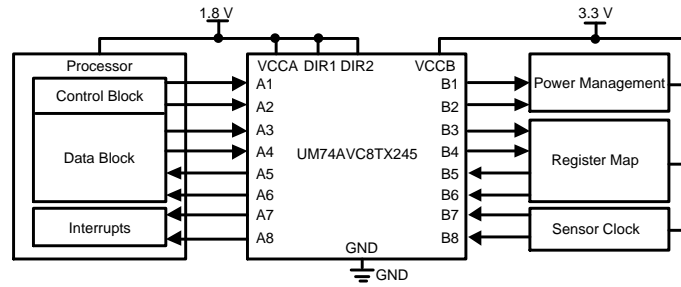 1.8 V
3.3 V
Processor
VCCA DIR1 DIR2
VCCB
Control Block
Data Block
Interrupts
A1
A2
A3
A4
A5
A6
A7
A8
UM74AVC8TX245
GND
GND
B1
B2
B3
B4
B5
B6
B7
B8
Power Management
Register Map
Sensor Clock